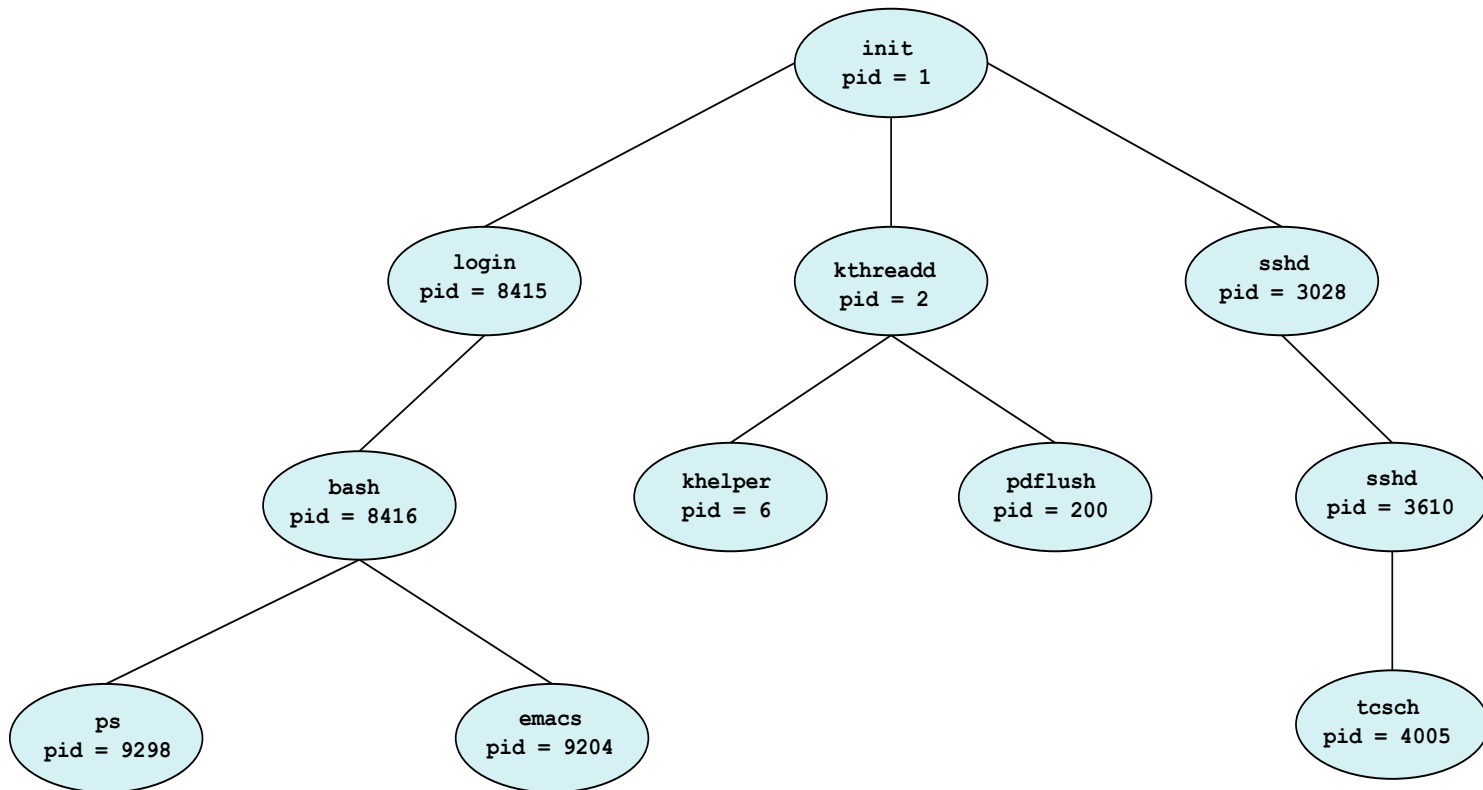 init
pid = 1
login
pid = 8415
kthreadd
pid = 2
sshd
pid = 3028
bash
pid = 8416
khelper
pid = 6
pdflush
pid = 200
sshd
pid = 3610
ps
pid = 9298
emacs
pid = 9204
tcsch
pid = 4005